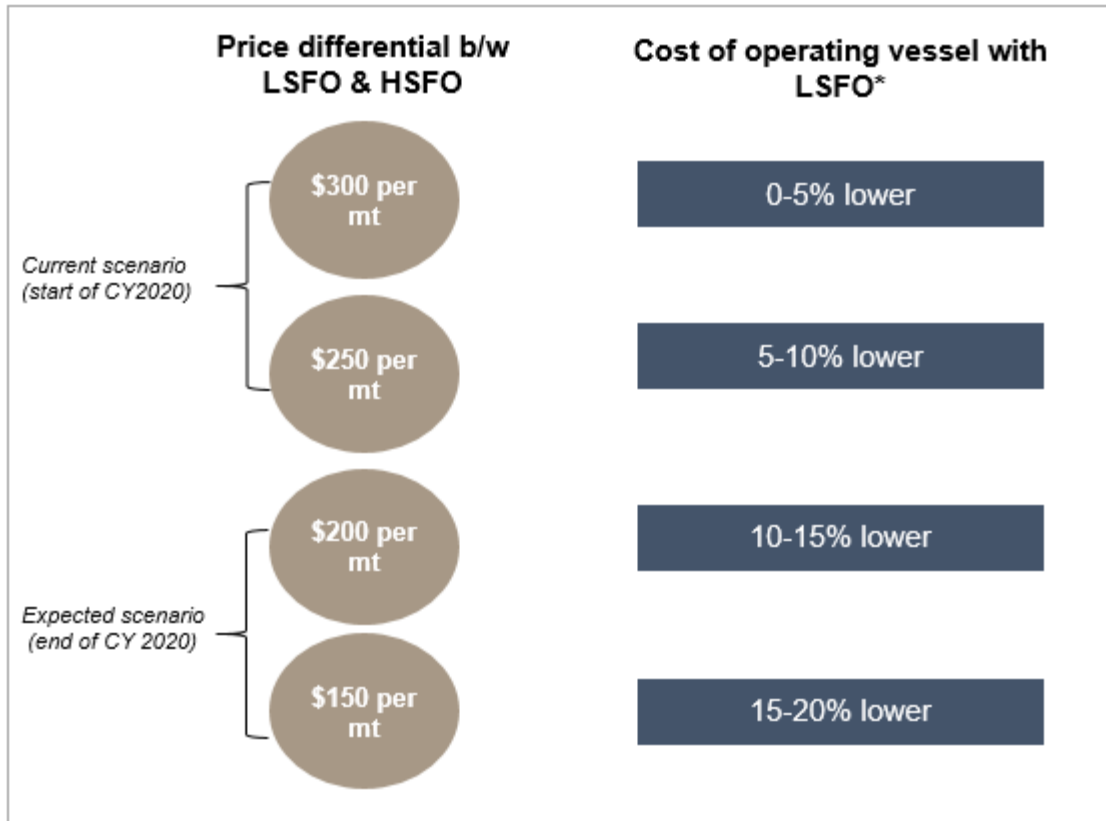 Price differential b/w
LSFO & HSFO
Cost of operating vessel with
LSFO*
$300 per
mt
0-5% lower
Current scenario
(start of CY2020)
$250 per
mt
5-10% lower
$200 per
mt
10-15% lower
Expected scenario
(end of CY 2020)
$150 per
mt
15-20% lower